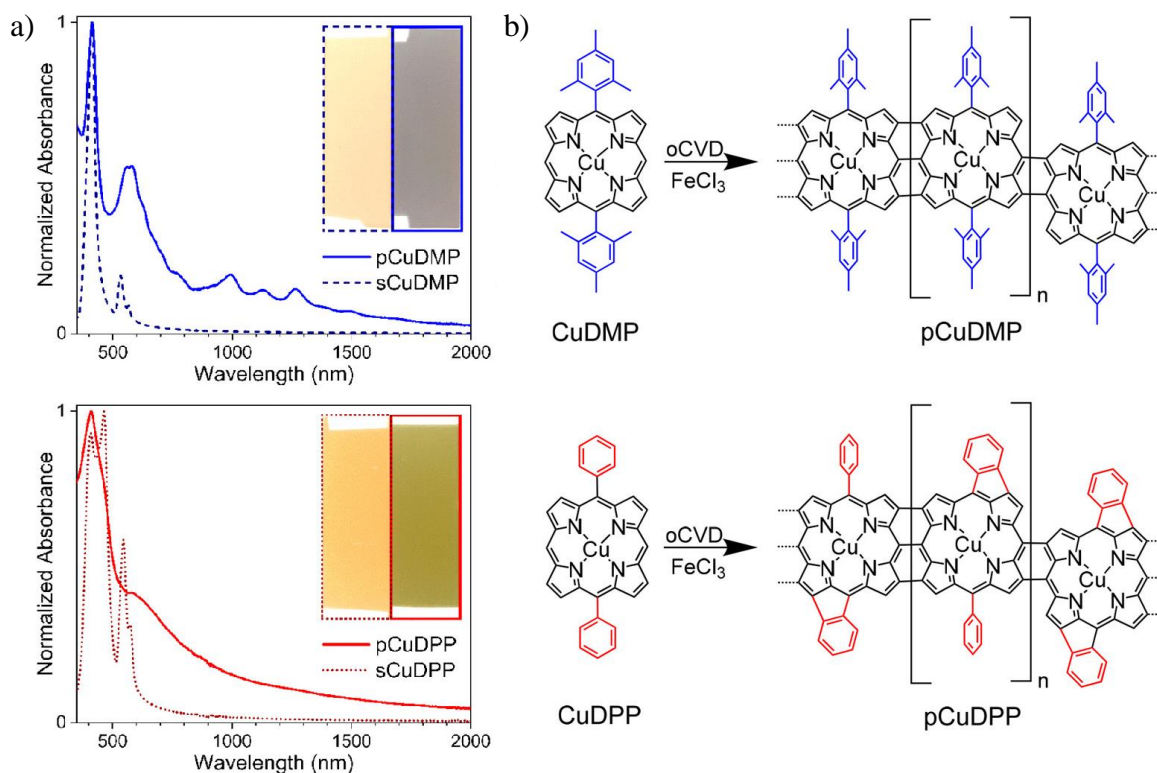 a)
1
Normalized Absorbance
0
pCuDMP
sCuDMP
500 1000 1500 2000
Wavelength (nm)
1
Normalized Absorbance
0
pCuDPP
sCuDPP
500 1000 1500 2000
Wavelength (nm)
b)
N N
Cu
N N
CuDMP
oCVD
FeCl3
N N
Cu
N N
N N
Cu
N N
N N
Cu
N N
n
pCuDMP
N N
Cu
N N
CuDPP
oCVD
FeCl3
N N
Cu
N N
N N
Cu
N N
N N
Cu
N N
n
pCuDPP